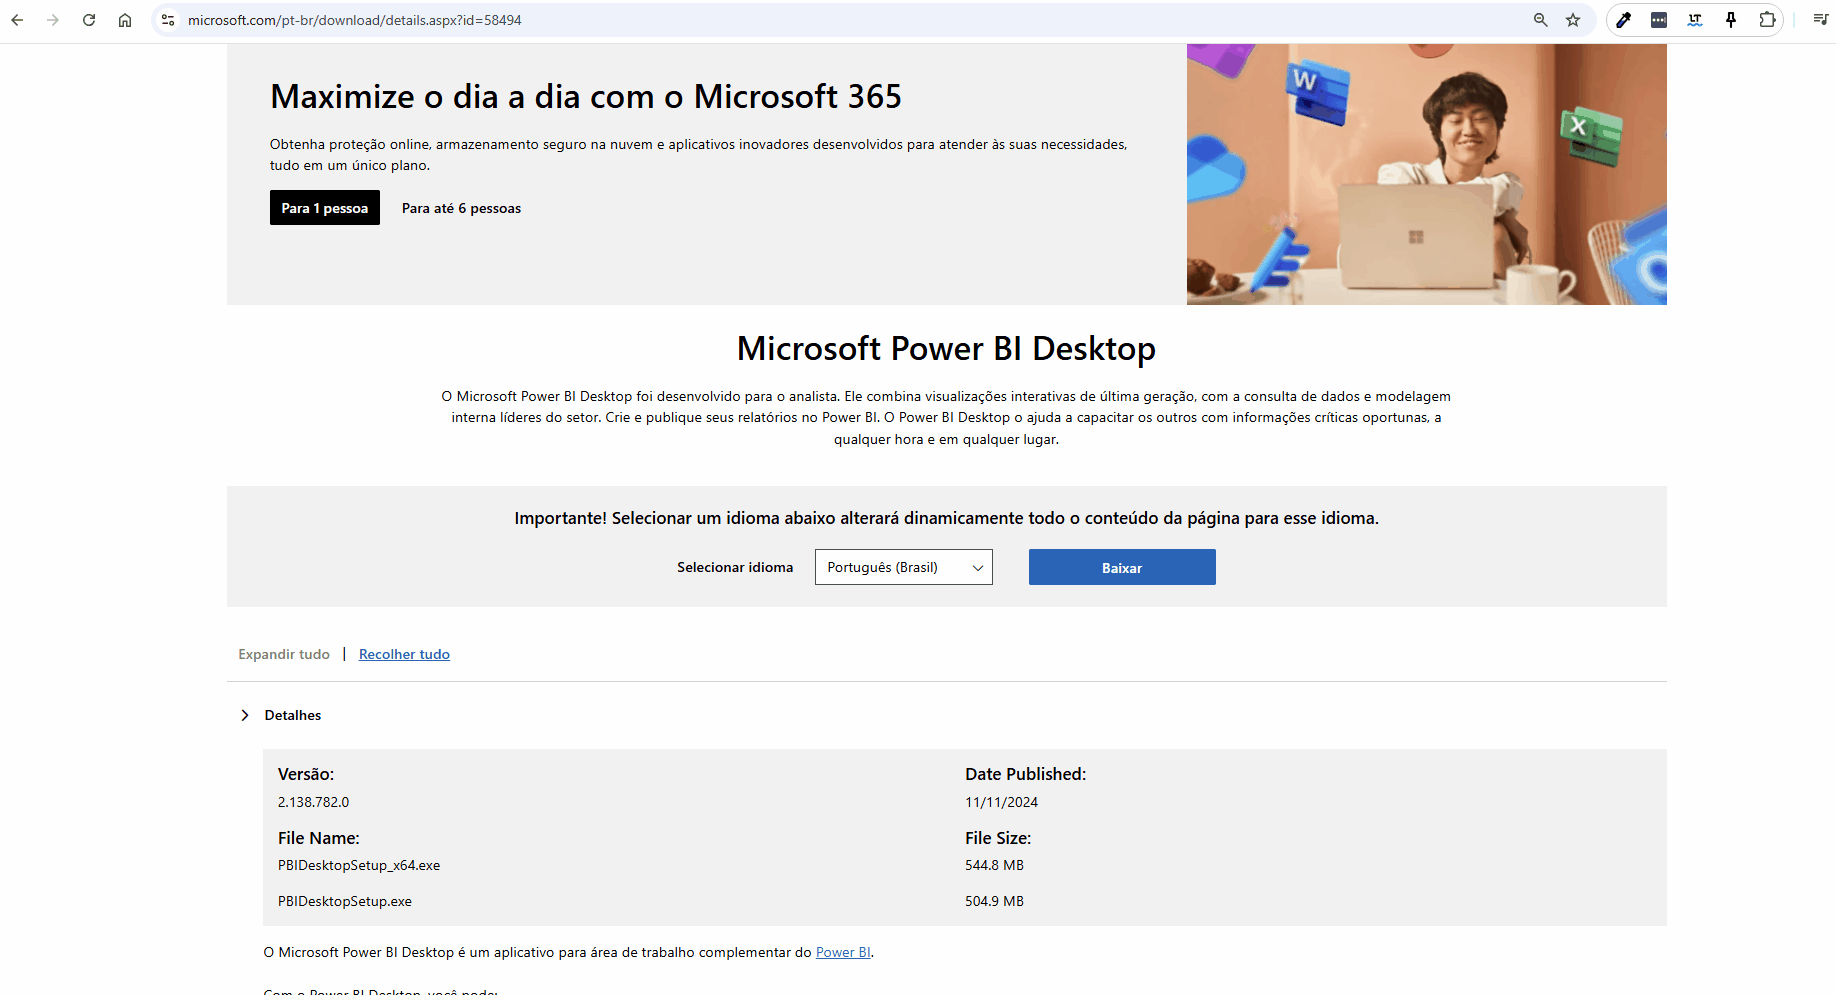 microsoft.com/pt-br/download/details.aspx?id=58494
LT
Maximize o dia a dia com o Microsoft 365
Obtenha proteção online, armazenamento seguro na nuvem e aplicativos inovadores desenvolvidos para atender às suas necessidades,
tudo em um único plano.
Para 1 pessoa
Para até 6 pessoas
W
X
Microsoft Power BI Desktop
O Microsoft Power BI Desktop foi desenvolvido para o analista. Ele combina visualizações interativas de última geração, com a consulta de dados e modelagem
interna líderes do setor. Crie e publique seus relatórios no Power BI. O Power BI Desktop o ajuda a capacitar os outros com informações críticas oportunas, a
qualquer hora e em qualquer lugar.
Importante! Selecionar um idioma abaixo alterará dinamicamente todo o conteúdo da página para esse idioma.
Selecionar idioma
Português (Brasil)
Baixar
Expandir tudo | Recolher tudo
Detalhes
Versão:
2.138.782.0
Date Published:
11/11/2024
File Name:
PBIDesktopSetup_x64.exe
PBIDesktopSetup.exe
File Size:
544.8 MB
504.9 MB
O Microsoft Power BI Desktop é um aplicativo para área de trabalho complementar do Power BI.
Com o Power BI Desktop, você pode: